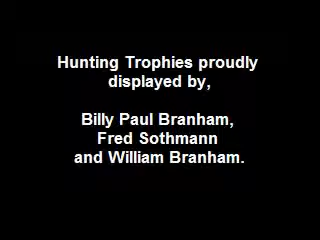 Hunting Trophies proudly
displayed by,
Billy Paul Branham,
Fred Sothmann
and William Branham.